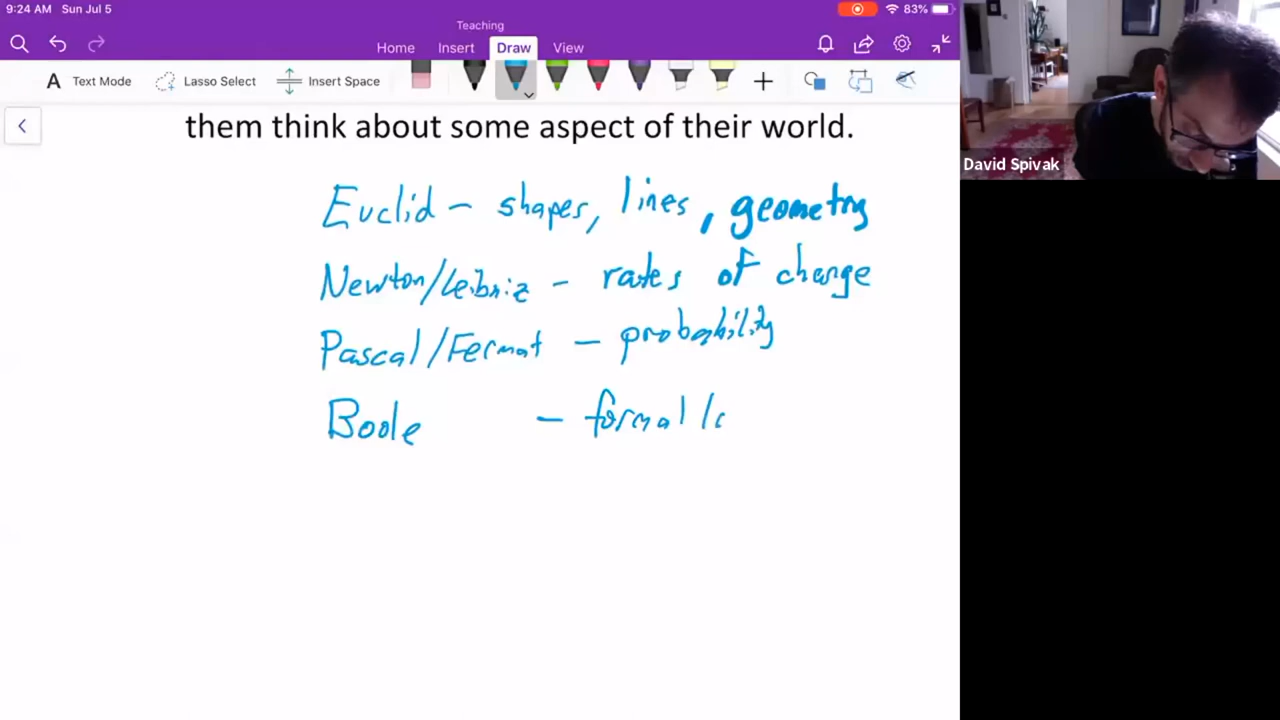 9:24 AM Sun Jul 5
83%
Teaching
Home Insert Draw View
A Text Mode Lasso Select Insert Space
them think about some aspect of their world.
Euclid – shapes, lines, geometry
Newton/Leibniz – rates of change
Pascal/Fermat – probability
Boole – formal lo
David Spivak